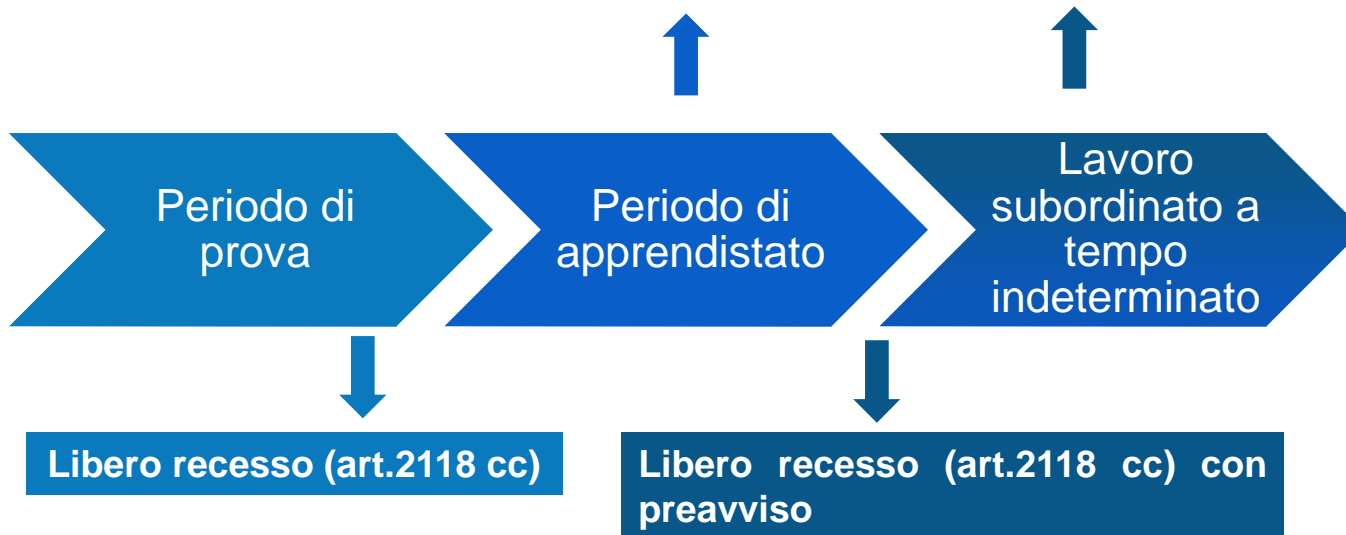 Periodo di
prova
Periodo di
apprendistato
Lavoro
subordinato a
tempo
indeterminato
Libero recesso (art.2118 cc)
Libero recesso (art.2118 cc) con
preavviso